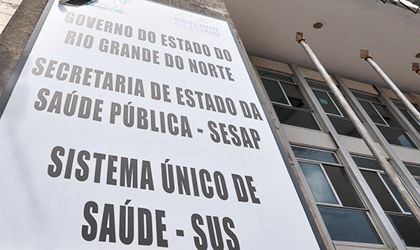 GOVERNO DO ESTADO DO
RIO GRANDE DO NORTE
SECRETARIA DE ESTADO DA
SAÚDE PÚBLICA - SESAP
SISTEMA ÚNICO DE
SAÚDE - SUS